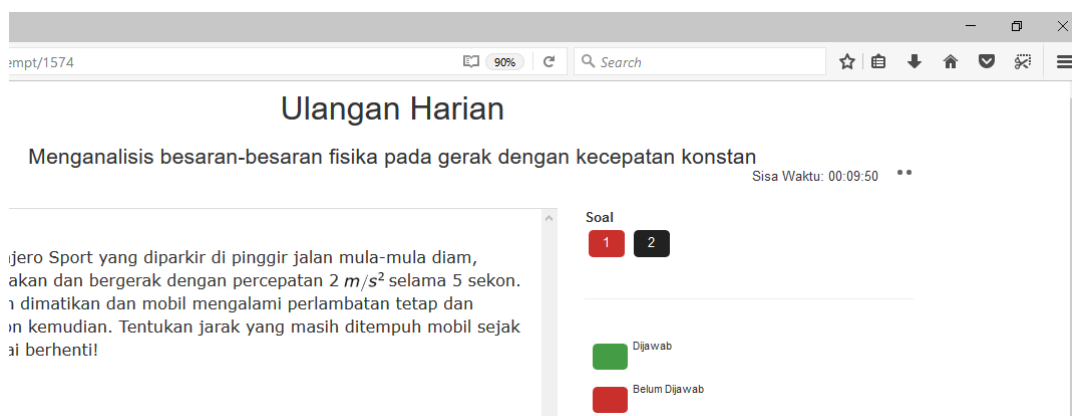 empt/1574
90%
Search
Ulangan Harian
Menganalisis besaran-besaran fisika pada gerak dengan kecepatan konstan
Sisa Waktu: 00:09:50
jero Sport yang diparkir di pinggir jalan mula-mula diam,
akan dan bergerak dengan percepatan 2 m/s² selama 5 sekon.
dimatikan dan mobil mengalami perlambatan tetap dan
on kemudian. Tentukan jarak yang masih ditempuh mobil sejak
ai berhenti!
Soal
1 2
Dijawab
Belum Dijawab